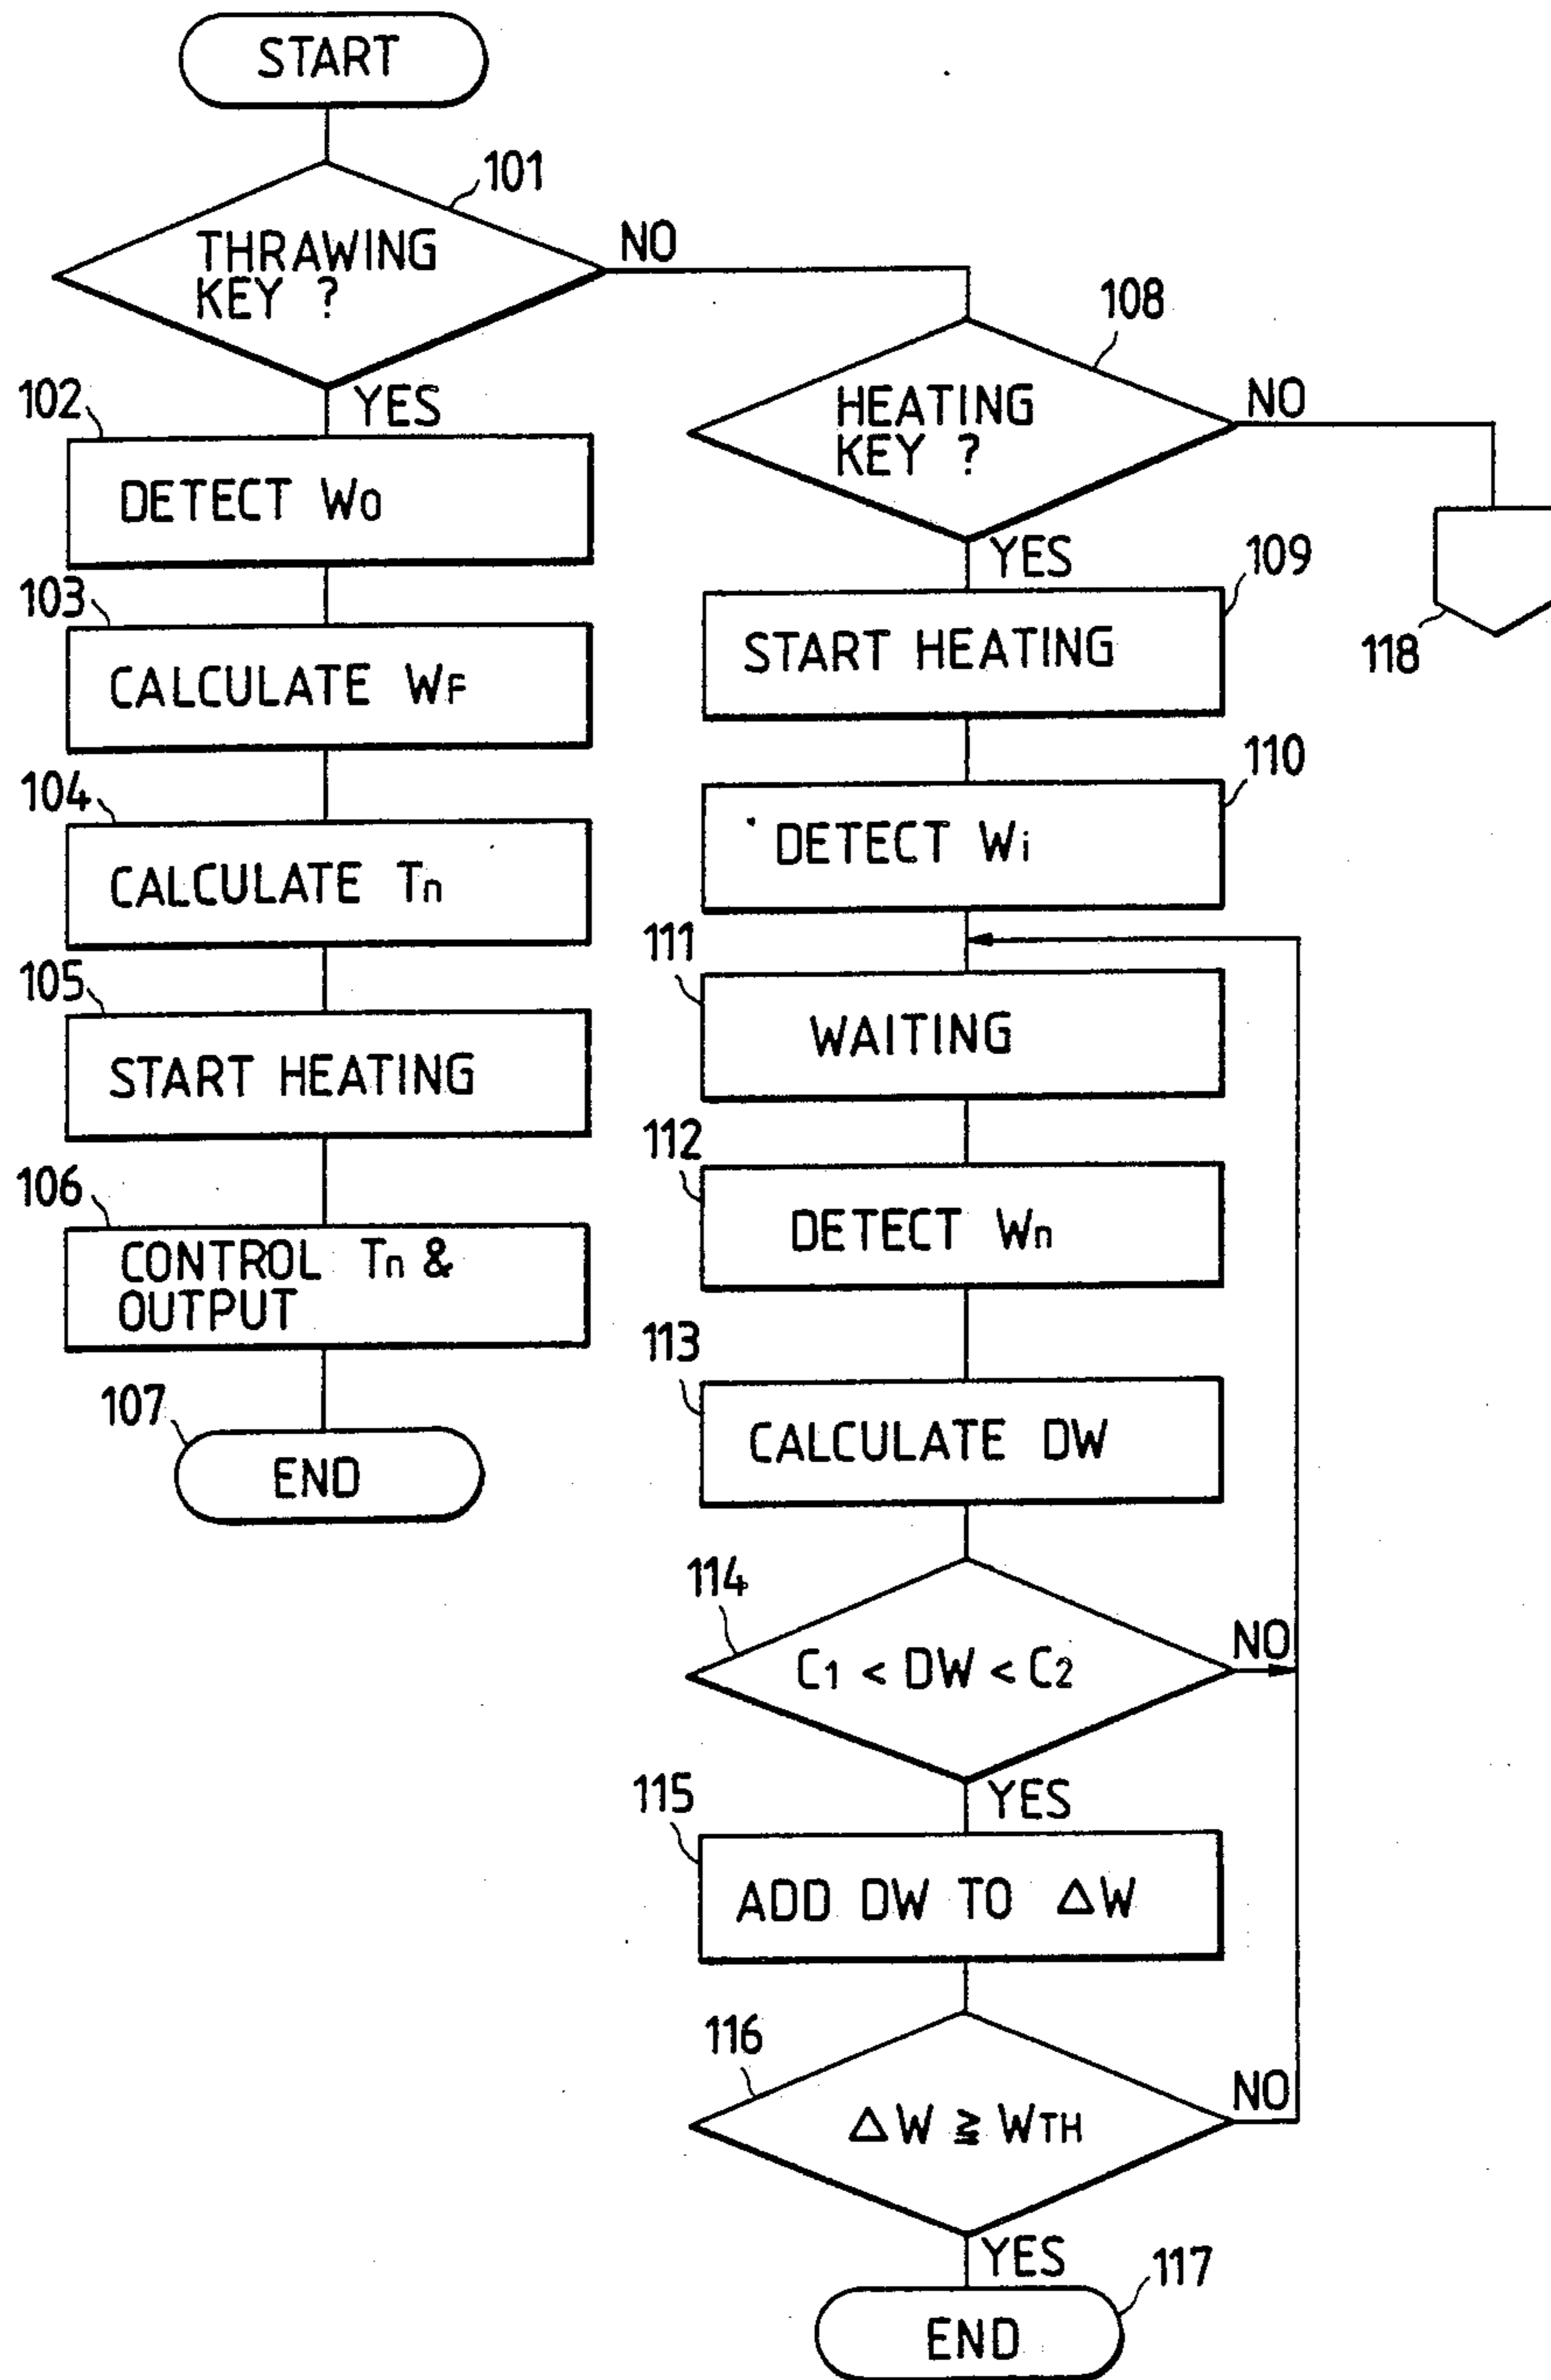 START
101
THRAWING
KEY ?
NO
YES
102
DETECT W0
103
CALCULATE WF
104
CALCULATE Tn
105
START HEATING
106
CONTROL Tn &
OUTPUT
107
END
108
HEATING
KEY ?
NO
118
YES
109
START HEATING
110
DETECT Wi
111
WAITING
112
DETECT Wn
113
CALCULATE DW
114
C1 < DW < C2
NO
YES
115
ADD DW TO ΔW
116
ΔW ≧ WTH
NO
YES
117
END